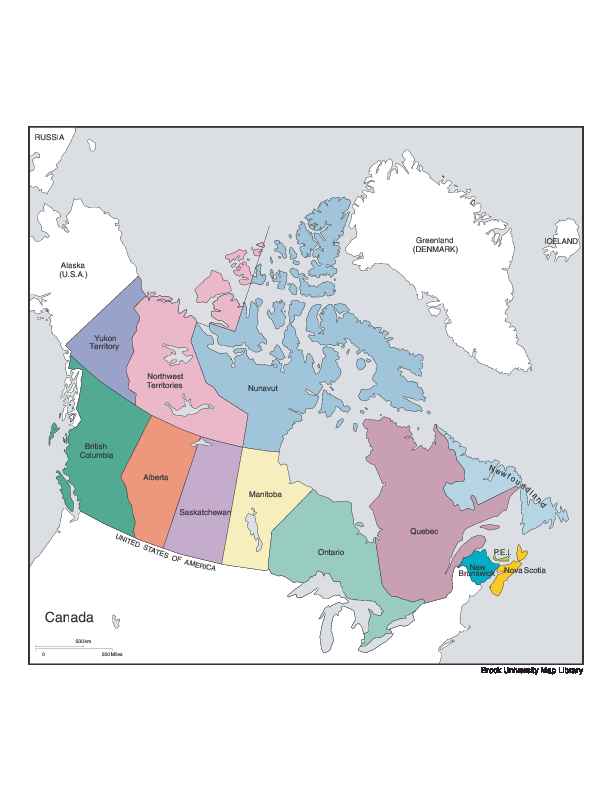 RUSSIA
Greenland
(DENMARK)
ICELAND
Alaska
(U.S.A.)
Yukon
Territory
Northwest
Territories
Nunavut
British
Columbia
Alberta
Saskatchewan
Manitoba
Ontario
Quebec
Newfoundland
P.E.I.
New
Brunswick
Nova Scotia
UNITED STATES OF AMERICA
Canada
500 km
0
500 Miles
Brock University Map Library